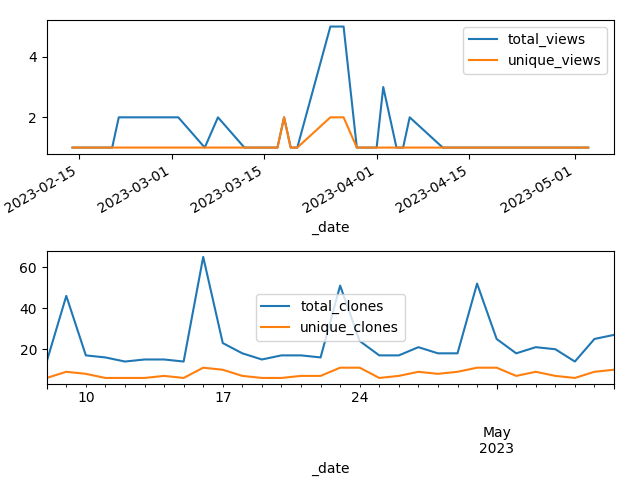 4
2
total_views
unique_views
2023-02-15
2023-03-01
2023-03-15
2023-04-01
2023-04-15
2023-05-01
_date
60
40
20
total_clones
unique_clones
10
17
24
May
2023
_date